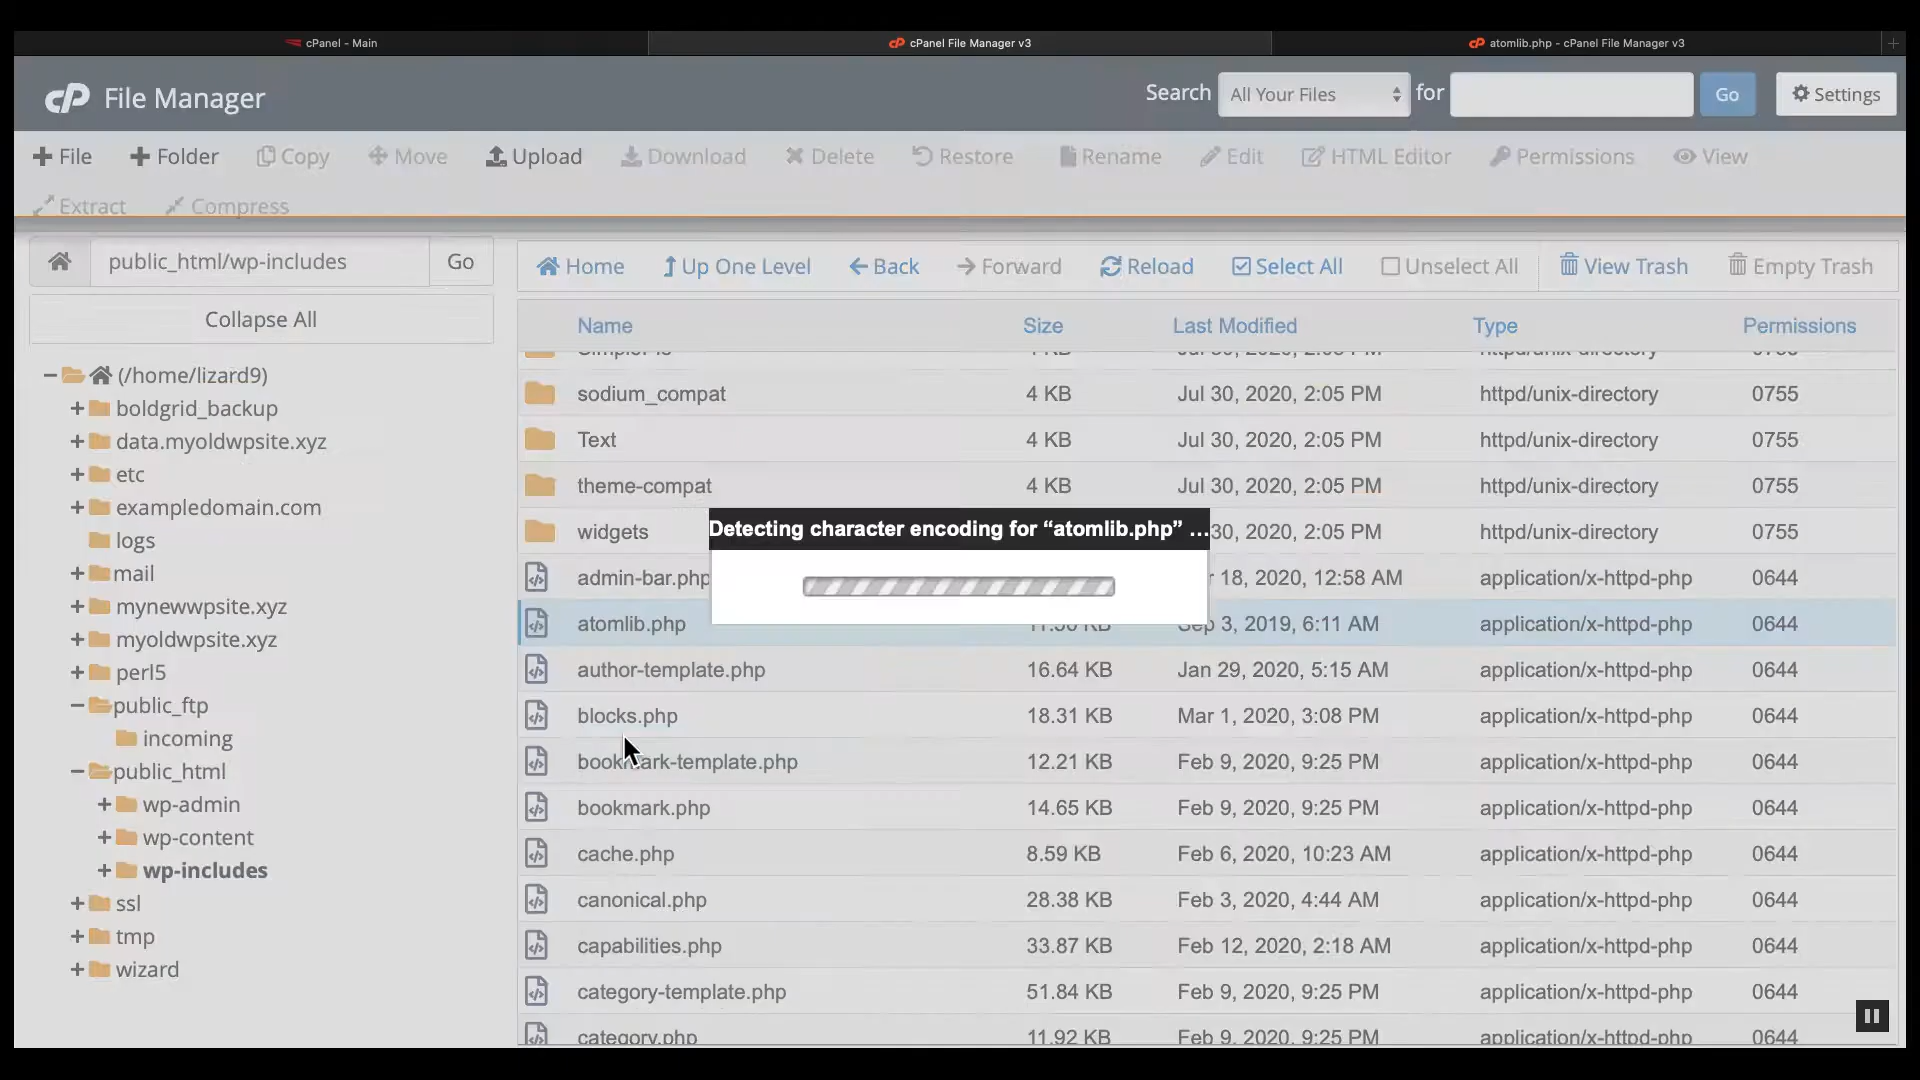 cPanel - Main
cPanel File Manager v3
atomlib.php - cPanel File Manager v3
cP File Manager
Search All Your Files for Go Settings
File Folder Copy Move Upload Download Delete Restore Rename Edit HTML Editor Permissions View
Extract Compress
public_html/wp-includes Go
Collapse All
(/home/lizard9)
boldgrid_backup
data.myoldwpsite.xyz
etc
exampledomain.com
logs
mail
mynewwpsite.xyz
myoldwpsite.xyz
perl5
public_ftp
incoming
public_html
wp-admin
wp-content
wp-includes
ssl
tmp
wizard
Home Up One Level Back Forward Reload Select All Unselect All View Trash Empty Trash
Name Size Last Modified Type Permissions
sodium_compat 4 KB Jul 30, 2020, 2:05 PM httpd/unix-directory 0755
Text 4 KB Jul 30, 2020, 2:05 PM httpd/unix-directory 0755
theme-compat 4 KB Jul 30, 2020, 2:05 PM httpd/unix-directory 0755
widgets 30, 2020, 2:05 PM httpd/unix-directory 0755
Detecting character encoding for “atomlib.php” ...
admin-bar.php 18, 2020, 12:58 AM application/x-httpd-php 0644
atomlib.php Sep 3, 2019, 6:11 AM application/x-httpd-php 0644
author-template.php 16.64 KB Jan 29, 2020, 5:15 AM application/x-httpd-php 0644
blocks.php 18.31 KB Mar 1, 2020, 3:08 PM application/x-httpd-php 0644
bookmark-template.php 12.21 KB Feb 9, 2020, 9:25 PM application/x-httpd-php 0644
bookmark.php 14.65 KB Feb 9, 2020, 9:25 PM application/x-httpd-php 0644
cache.php 8.59 KB Feb 6, 2020, 10:23 AM application/x-httpd-php 0644
canonical.php 28.38 KB Feb 3, 2020, 4:44 AM application/x-httpd-php 0644
capabilities.php 33.87 KB Feb 12, 2020, 2:18 AM application/x-httpd-php 0644
category-template.php 51.84 KB Feb 9, 2020, 9:25 PM application/x-httpd-php 0644
category.php 11.92 KB Feb 9, 2020, 9:25 PM application/x-httpd-php 0644